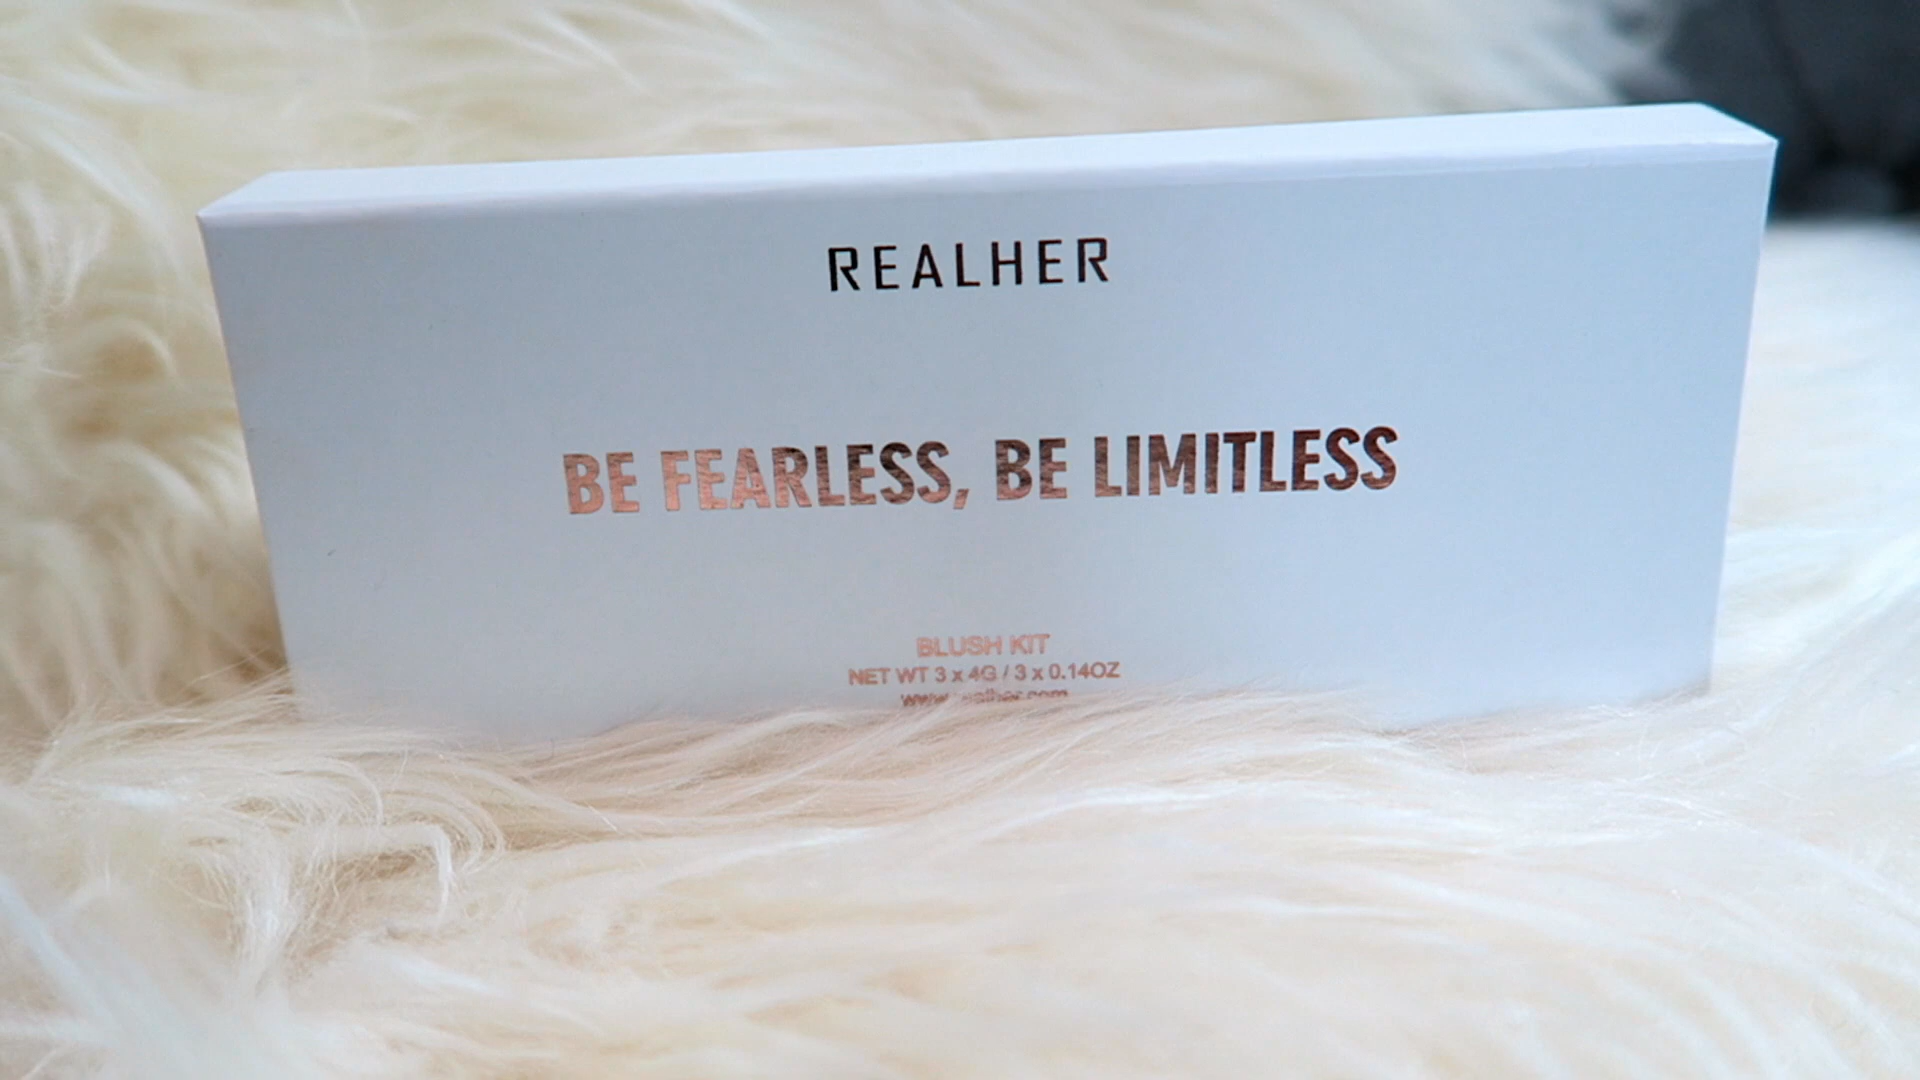 REALHER
BE FEARLESS, BE LIMITLESS
BLUSH KIT
NET WT 3 x 4G / 3 x 0.14OZ